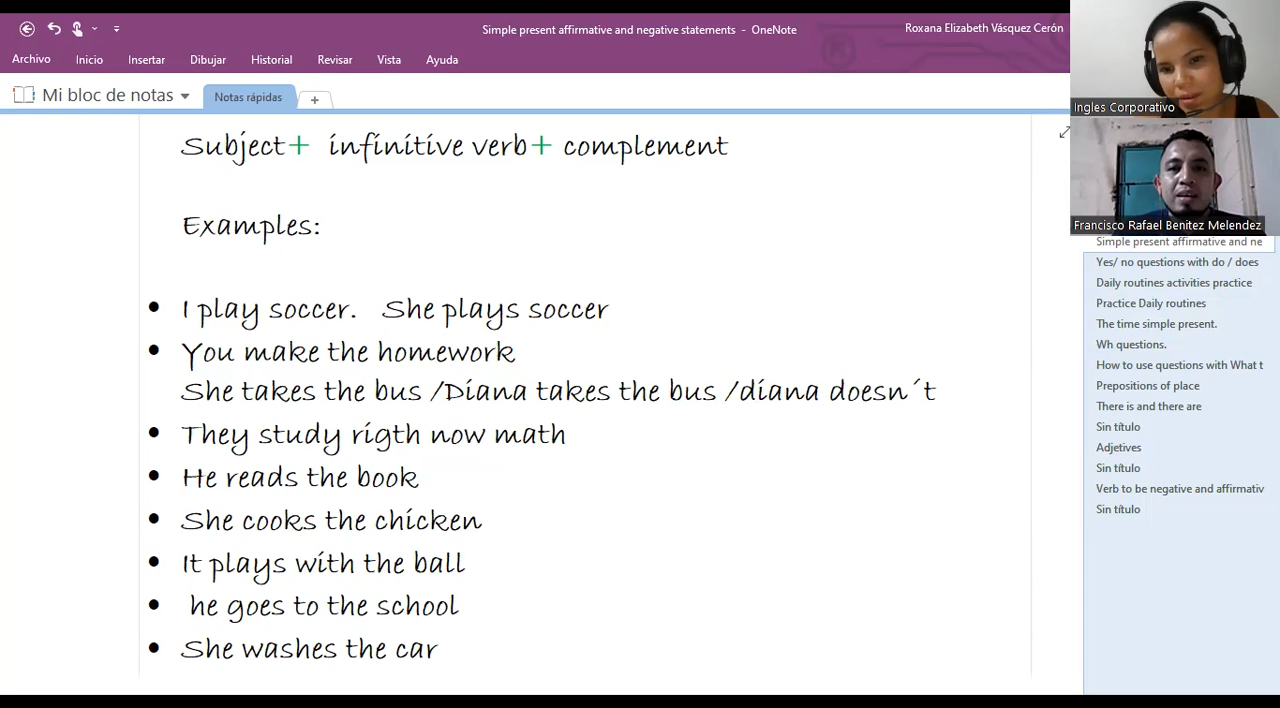 Simple present affirmative and negative statements - OneNote
Roxana Elizabeth Vásquez Cerón
Archivo Inicio Insertar Dibujar Historial Revisar Vista Ayuda
Ingles Corporativo
Mi bloc de notas Notas rápidas +
Subject+ infinitive verb+ complement
Francisco Rafael Benitez Melendez
Examples:
• I play soccer. She plays soccer
• You make the homework
She takes the bus /Diana takes the bus /diana doesn´t
• They study rigth now math
• He reads the book
• She cooks the chicken
• It plays with the ball
• he goes to the school
• She washes the car
Simple present affirmative and ne
Yes/ no questions with do / does
Daily routines activities practice
Practice Daily routines
The time simple present.
Wh questions.
How to use questions with What t
Prepositions of place
There is and there are
Sin título
Adjetives
Sin título
Verb to be negative and affirmativ
Sin título